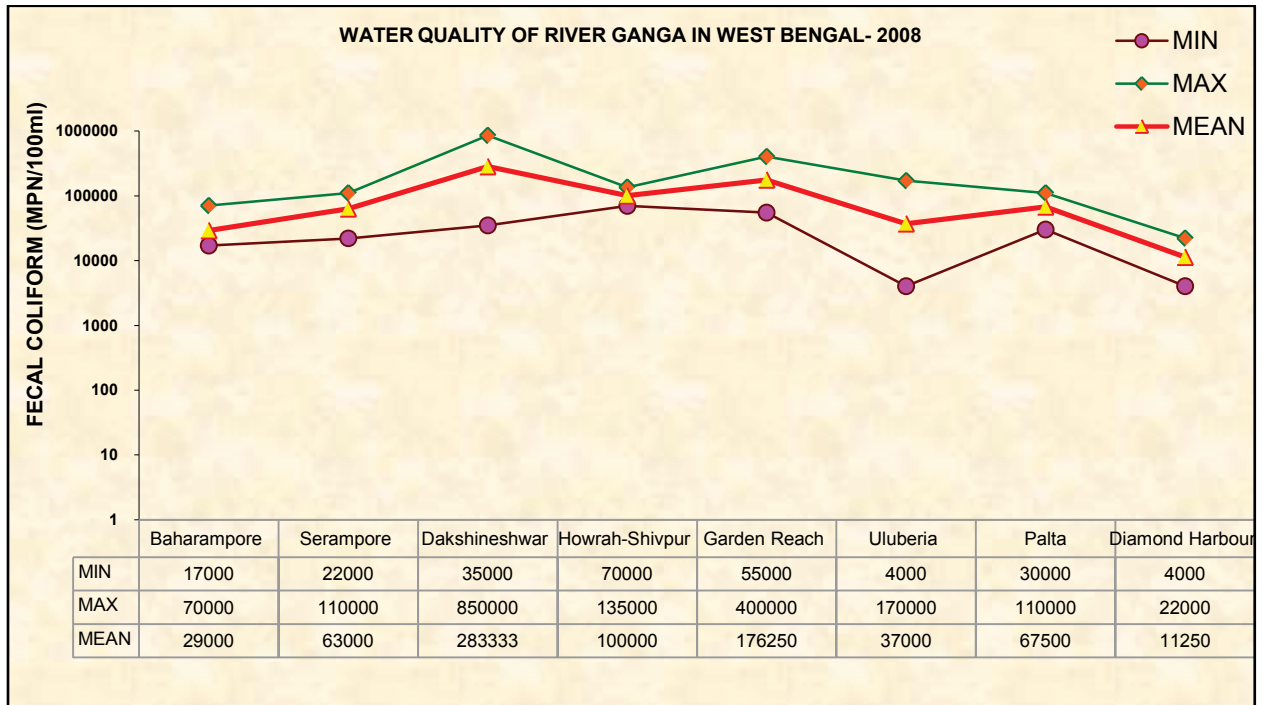 WATER QUALITY OF RIVER GANGA IN WEST BENGAL- 2008
MIN
MAX
MEAN
FECAL COLIFORM (MPN/100ml)
1000000
100000
10000
1000
100
10
1
Baharampore Serampore Dakshineshwar Howrah-Shivpur Garden Reach Uluberia Palta Diamond Harbour
MIN 17000 22000 35000 70000 55000 4000 30000 4000
MAX 70000 110000 850000 135000 400000 170000 110000 22000
MEAN 29000 63000 283333 100000 176250 37000 67500 11250